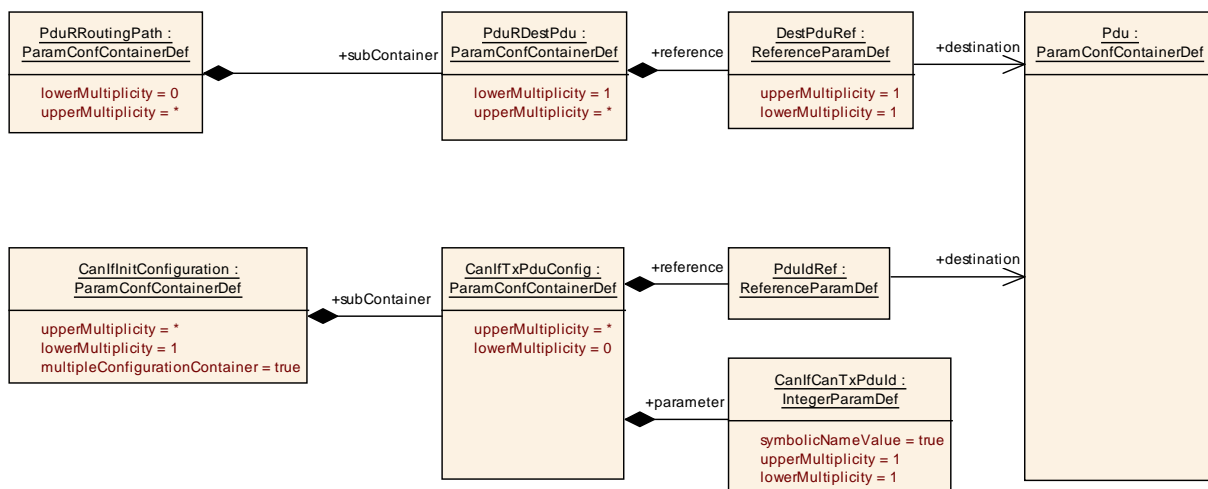 PduRRoutingPath :
ParamConfContainerDef
lowerMultiplicity = 0
upperMultiplicity = *
+subContainer
PduRDestPdu :
ParamConfContainerDef
lowerMultiplicity = 1
upperMultiplicity = *
+reference
DestPduRef :
ReferenceParamDef
upperMultiplicity = 1
lowerMultiplicity = 1
+destination
Pdu :
ParamConfContainerDef
CanIfInitConfiguration :
ParamConfContainerDef
upperMultiplicity = *
lowerMultiplicity = 1
multipleConfigurationContainer = true
+subContainer
CanIfTxPduConfig :
ParamConfContainerDef
upperMultiplicity = *
lowerMultiplicity = 0
+reference
PduIdRef :
ReferenceParamDef
+destination
+parameter
CanIfCanTxPduId :
IntegerParamDef
symbolicNameValue = true
upperMultiplicity = 1
lowerMultiplicity = 1